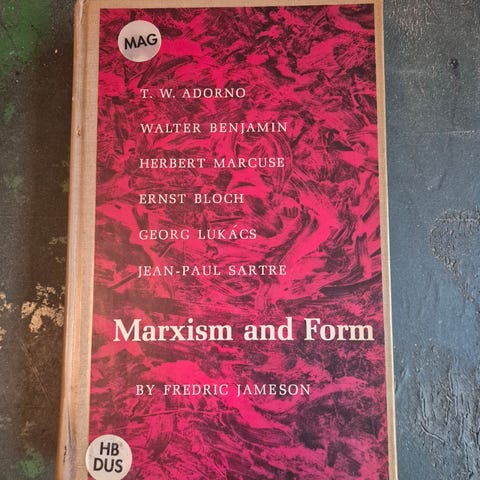 MAG
T. W. ADORNO
WALTER BENJAMIN
HERBERT MARCUSE
ERNST BLOCH
GEORG LUKÁCS
JEAN-PAUL SARTRE
Marxism and Form
BY FREDRIC JAMESON
HB
DUS